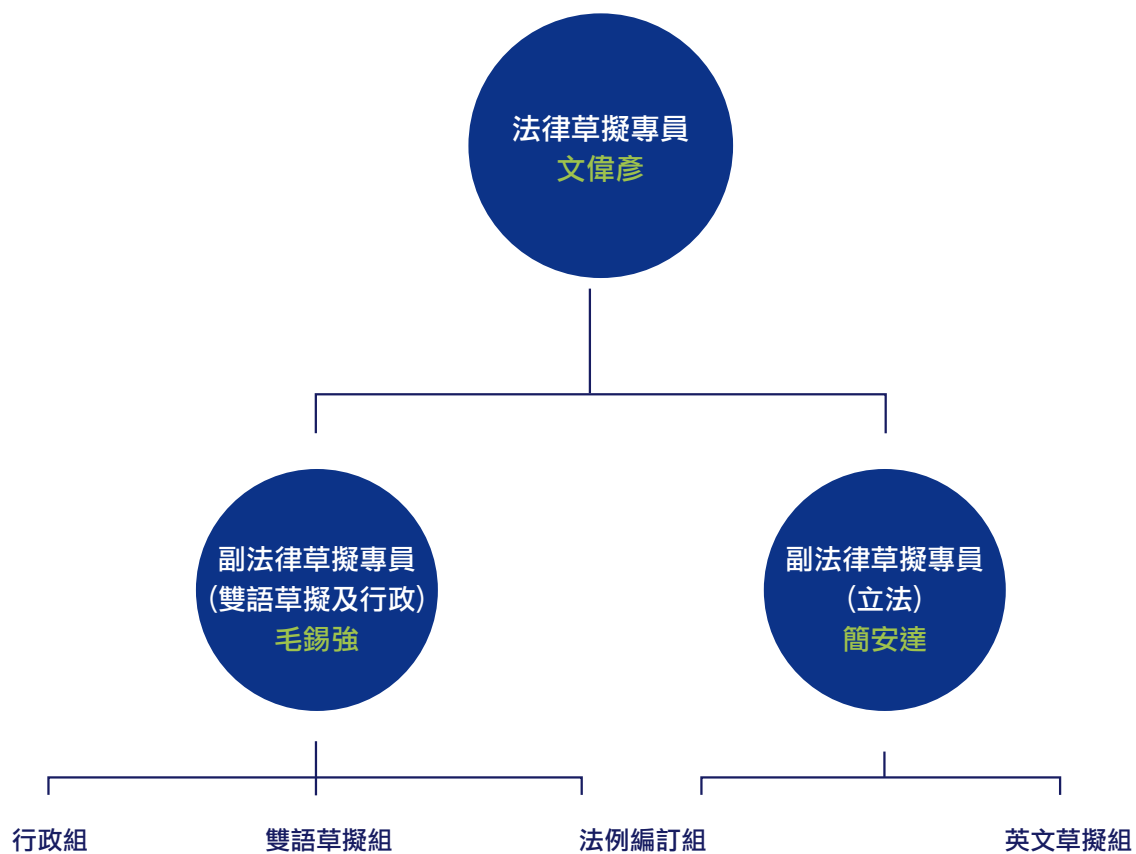 法律草擬專員
文偉彥
副法律草擬專員
(雙語草擬及行政)
毛錫強
副法律草擬專員
(立法)
簡安達
行政組
雙語草擬組
法例編訂組
英文草擬組